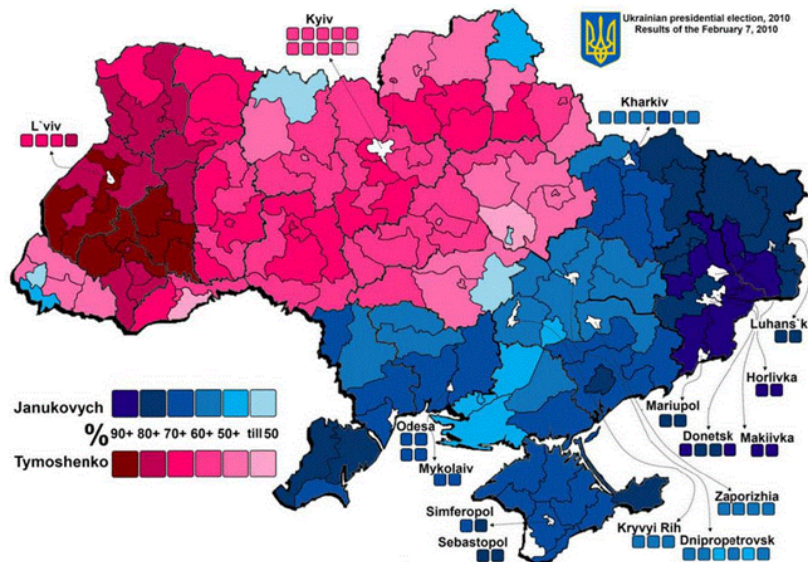 Ukrainian presidential election, 2010
Results of the February 7, 2010
Kyiv
Kharkiv
L`viv
Luhans`k
Horlivka
Mariupol
Donetsk
Makiivka
Janukovych
% 90+ 80+ 70+ 60+ 50+ till 50
Tymoshenko
Odesa
Mykolaiv
Zaporizhia
Simferopol
Kryvyi Rih
Dnipropetrovsk
Sebastopol